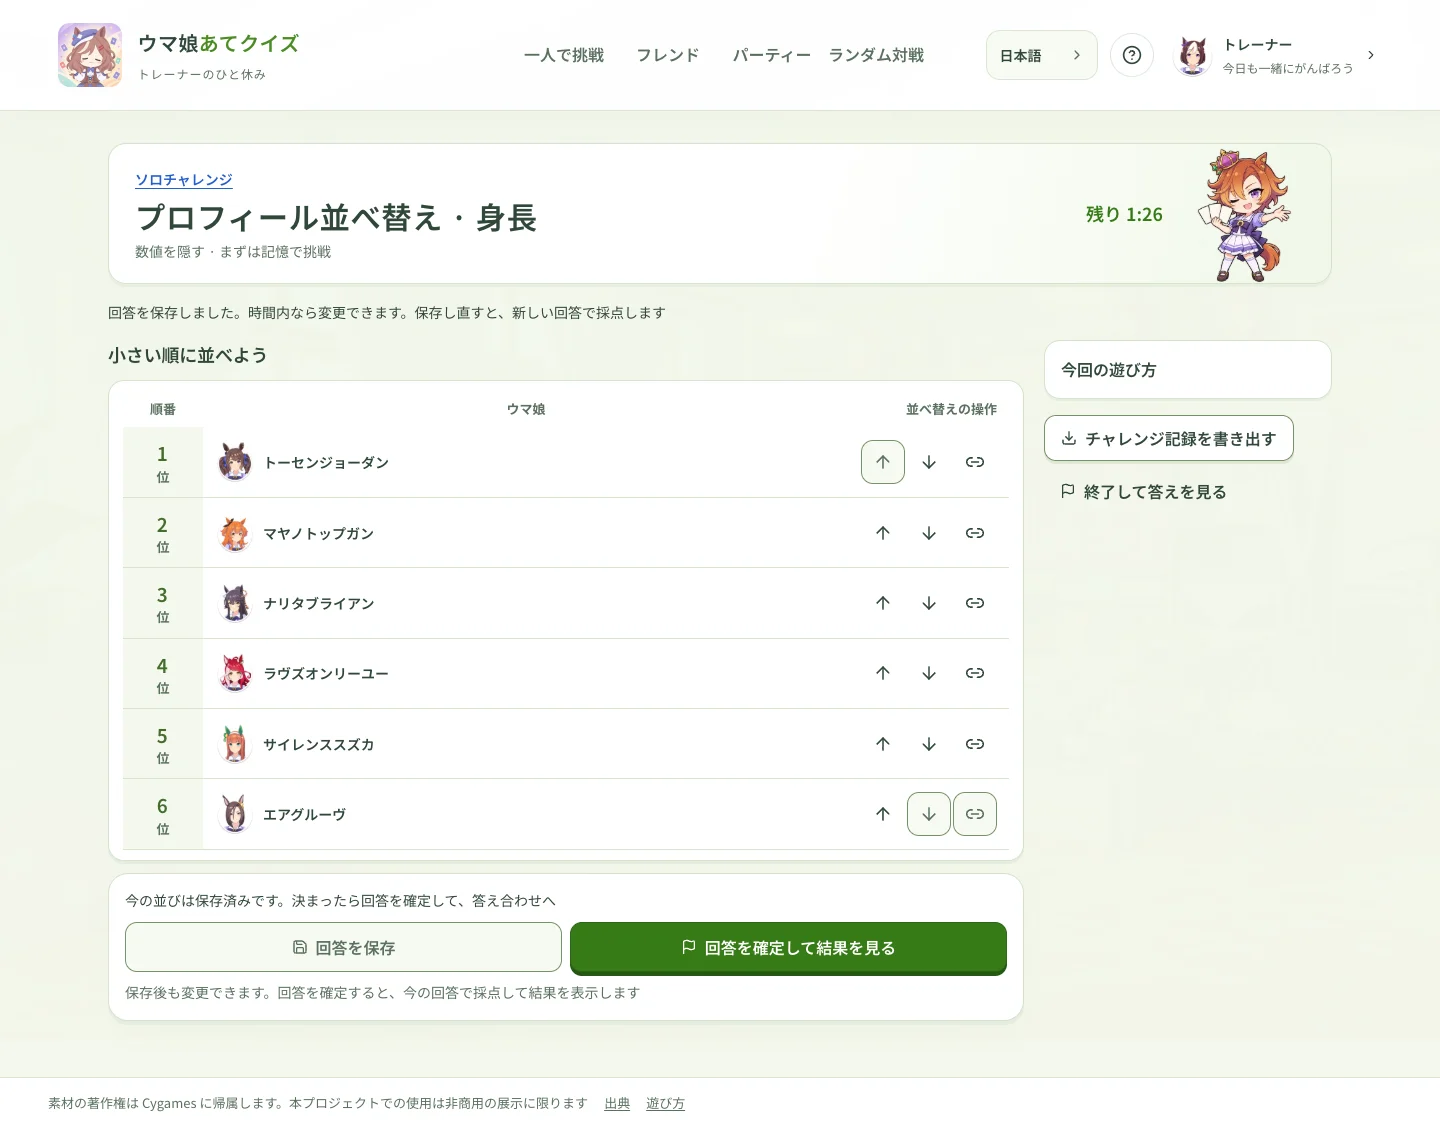 ウマ娘あてクイズ
トレーナーのひと休み
一人で挑戦
フレンド
パーティー
ランダム対戦
日本語
トレーナー
今日も一緒にがんばろう
ソロチャレンジ
プロフィール並べ替え · 身長
数値を隠す · まずは記憶で挑戦
残り 1:26
回答を保存しました。時間内なら変更できます。保存し直すと、新しい回答で採点します
小さい順に並べよう
順番 ウマ娘 並べ替えの操作
1
位
トーセンジョーダン
2
位
マヤノトップガン
3
位
ナリタブライアン
4
位
ラヴズオンリーユー
5
位
サイレンススズカ
6
位
エアグルーヴ
今の並びは保存済みです。決まったら回答を確定して、答え合わせへ
回答を保存
回答を確定して結果を見る
保存後も変更できます。回答を確定すると、今の回答で採点して結果を表示します
今回の遊び方
チャレンジ記録を書き出す
終了して答えを見る
素材の著作権は Cygames に帰属します。本プロジェクトでの使用は非商用の展示に限ります 出典 遊び方